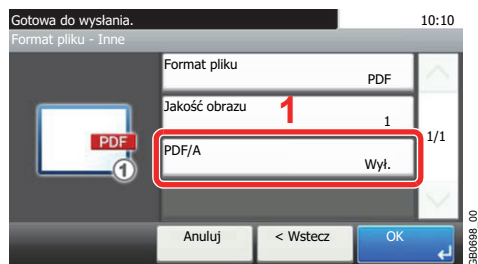 Gotowa do wysłania.
10:10
Format pliku - Inne
Format pliku
PDF
Jakość obrazu
1
1
PDF/A
Wył.
1/1
PDF
1
Anuluj
< Wstecz
OK
GB0698_00